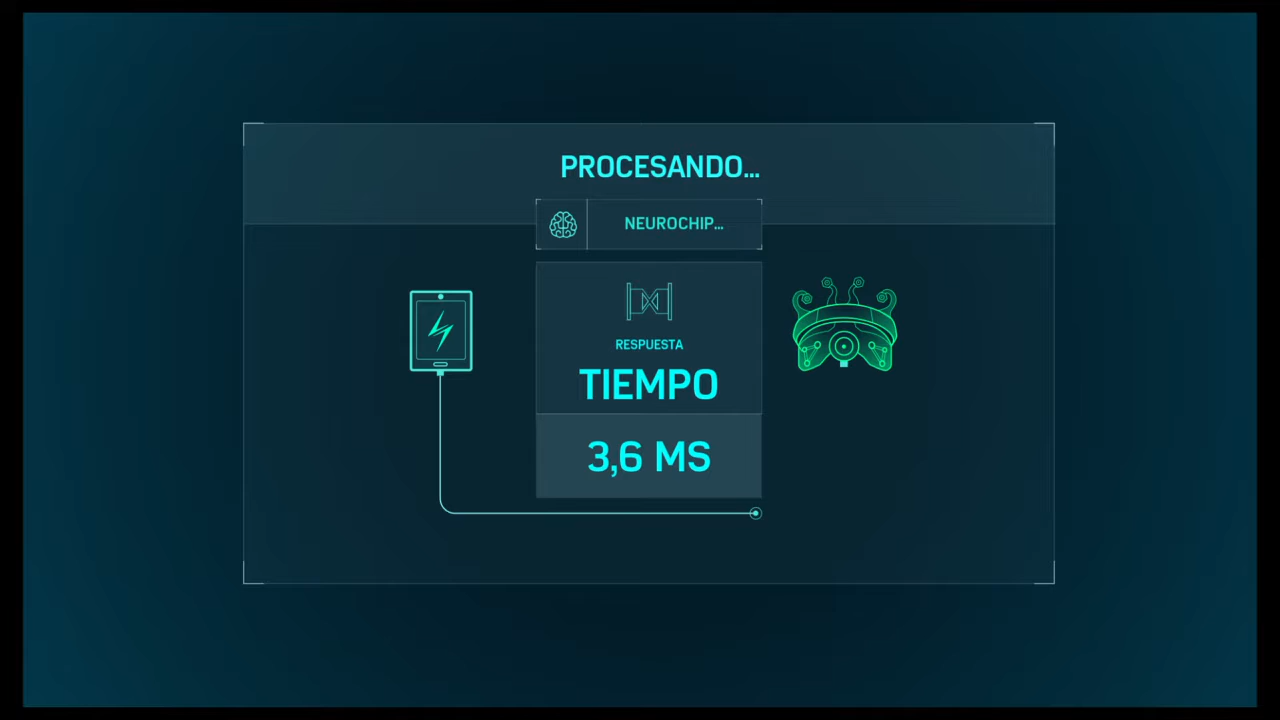 PROCESANDO...
NEUROCHIP...
RESPUESTA
TIEMPO
3,6 MS